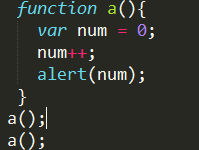 function a(){
var num = 0;
num++;
alert(num);
}
a();
a();